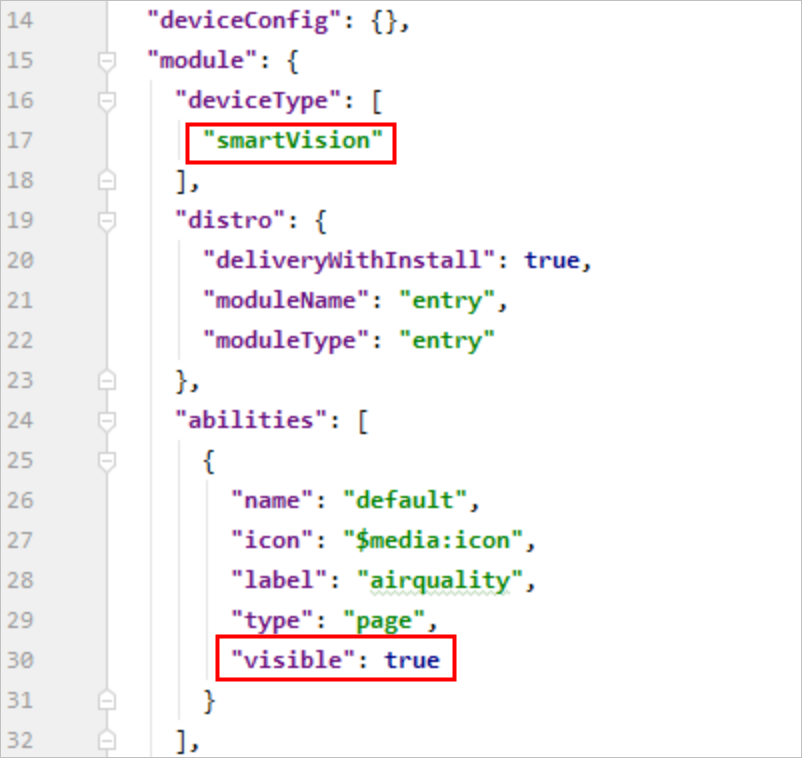 14 "deviceConfig": {},
15 "module": {
16 "deviceType": [
17 "smartVision"
18 ],
19 "distro": {
20 "deliveryWithInstall": true,
21 "moduleName": "entry",
22 "moduleType": "entry"
23 },
24 "abilities": [
25 {
26 "name": "default",
27 "icon": "$media:icon",
28 "label": "airquality",
29 "type": "page",
30 "visible": true
31 }
32 ],